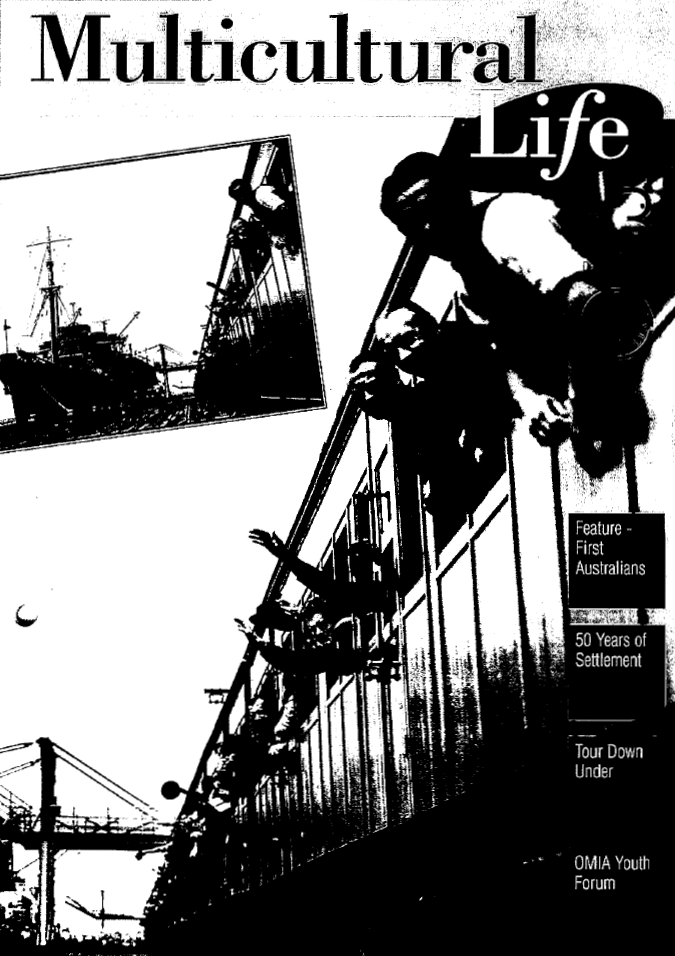 Multicultural
Life
Feature -
First
Australians
50 Years of
Settlement
Tour Down
Under
OMIA Youth
Forum